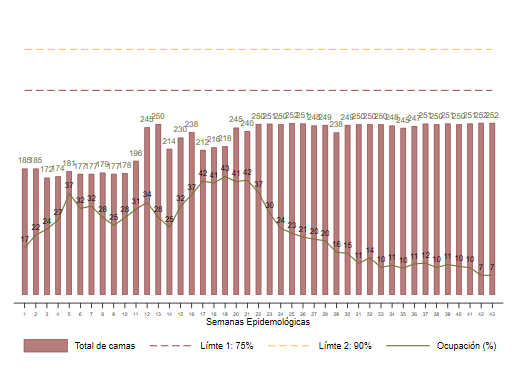 185 185 172 174 181 177 177 179 177 178 196 245 250 214 230 238 212 216 218 245 240 250 251 250 252 251 248 249 238 249 250 250 250 248 245 247 251 250 251 250 251 252 252
17 22 24 27 37 32 32 28 25 28 31 34 28 25 32 37 42 41 43 41 42 37 30 24 23 21 20 20 16 15 11 14 10 11 10 11 12 10 11 10 10 7 7
1 2 3 4 5 6 7 8 9 10 11 12 13 14 15 16 17 18 19 20 21 22 23 24 25 26 27 28 29 30 31 32 33 34 35 36 37 38 39 40 41 42 43
Semanas Epidemológicas
Total de camas Límte 1: 75% Límte 2: 90% Ocupación (%)